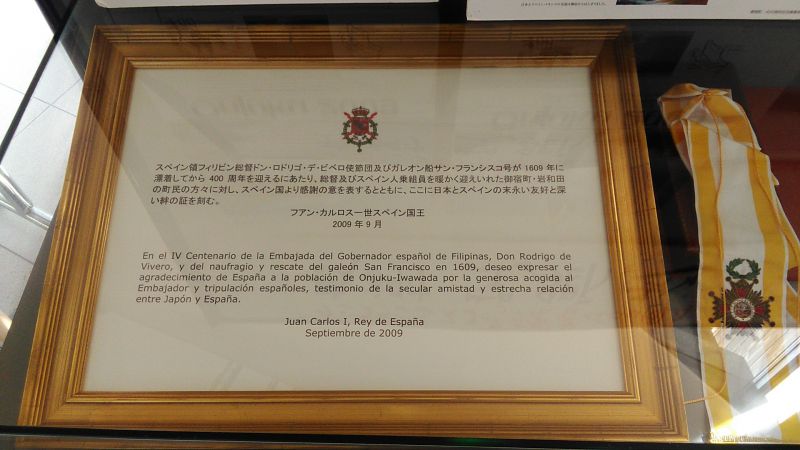 スペイン領フィリピン総督ドン・ロドリゴ・デ・ビベロ使節団及びガレオン船サン・フランシスコ号が 1609 年に
漂着してから 400 周年を迎えるにあたり、総督及びスペイン人乗組員を暖かく迎えいれた御宿町・岩和田
の町民の方々に対し、スペイン国より感謝の意を表するとともに、ここに日本とスペインの末永い友好と深
い絆の証を刻む。
フアン・カルロス一世スペイン国王
2009 年 9 月
En el IV Centenario de la Embajada del Gobernador español de Filipinas, Don Rodrigo de
Vivero, y del naufragio y rescate del galeón San Francisco en 1609, deseo expresar el
agradecimiento de España a la población de Onjuku-Iwawada por la generosa acogida al
Embajador y tripulación españoles, testimonio de la secular amistad y estrecha relación
entre Japón y España.
Juan Carlos I, Rey de España
Septiembre de 2009